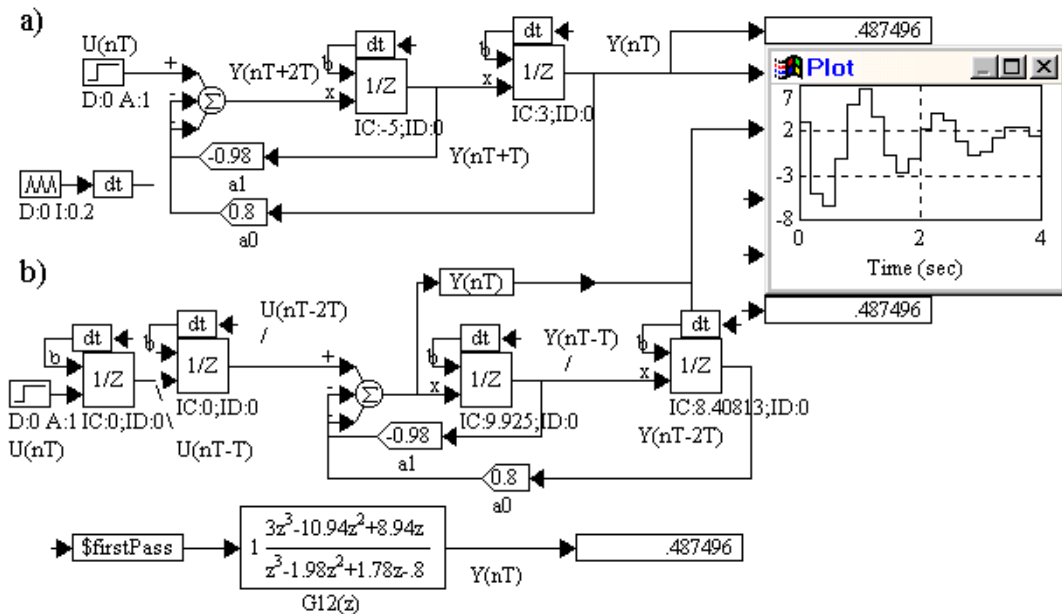 a)
U(nT)
D:0 A:1
+
-
-
Σ
Y(nT+2T)
dt
b
x
1/Z
IC:-5;ID:0
dt
b
x
1/Z
IC:3;ID:0
Y(nT)
.487496
Plot
7
2
-3
-8
0
2
4
Time (sec)
-0.98
a1
Y(nT+T)
D:0 I:0.2
dt
0.8
a0
b)
Y(nT)
.487496
dt
b
1/Z
D:0 A:1
IC:0;ID:0
U(nT)
dt
b
1/Z
IC:0;ID:0
U(nT-T)
U(nT-2T)
/
+
-
-
Σ
dt
b
x
1/Z
IC:9.925;ID:0
Y(nT-T)
/
dt
b
x
1/Z
IC:8.40813;ID:0
Y(nT-2T)
-0.98
a1
0.8
a0
$firstPass
1
3z³-10.94z²+8.94z
z³-1.98z²+1.78z-.8
G12(z)
Y(nT)
.487496